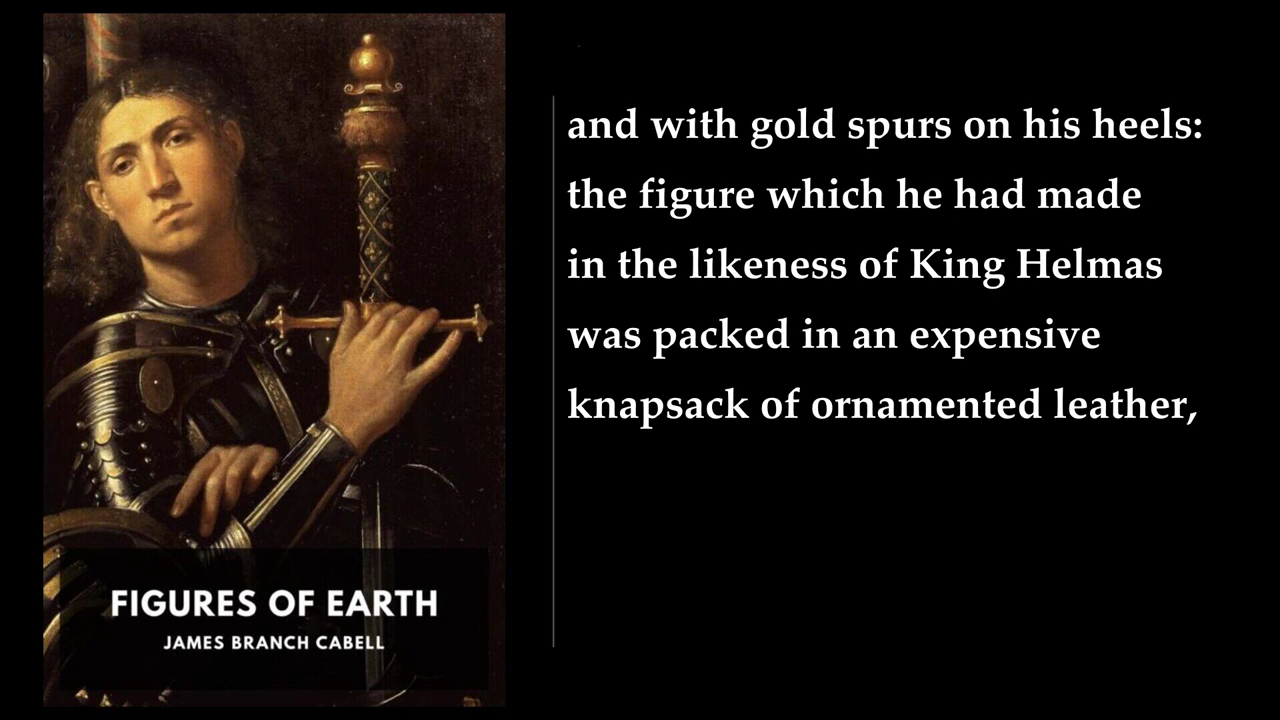 and with gold spurs on his heels:
the figure which he had made
in the likeness of King Helmas
was packed in an expensive
knapsack of ornamented leather,
FIGURES OF EARTH
JAMES BRANCH CABELL